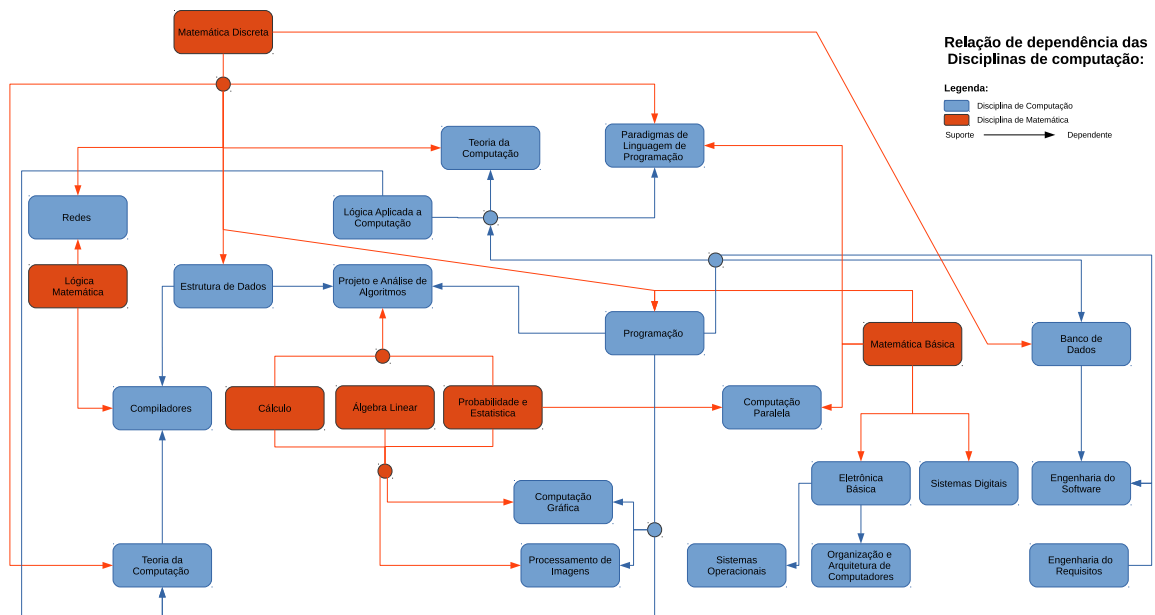 Matemática Discreta
Relação de dependência das
Disciplinas de computação:
Legenda:
Disciplina de Computação
Disciplina de Matemática
Suporte
Dependente
Teoria da
Computação
Paradigmas de
Linguagem de
Programação
Redes
Lógica Aplicada a
Computação
Lógica
Matemática
Estrutura de Dados
Projeto e Análise de
Algoritmos
Programação
Matemática Básica
Banco de
Dados
Compiladores
Cálculo
Álgebra Linear
Probabilidade e
Estatística
Computação
Paralela
Computação
Gráfica
Eletrônica
Básica
Sistemas Digitais
Engenharia do
Software
Teoria da
Computação
Processamento de
Imagens
Sistemas
Operacionais
Organização e
Arquitetura de
Computadores
Engenharia do
Requisitos